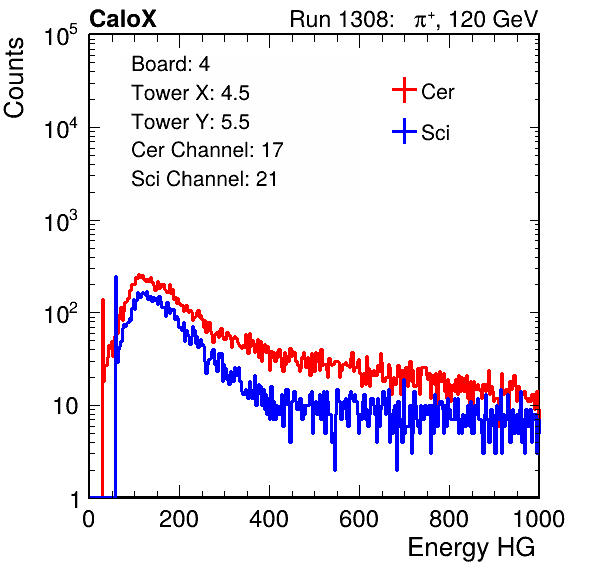 CaloX Run 1308: π⁺, 120 GeV
Board: 4
Tower X: 4.5
Tower Y: 5.5
Cer Channel: 17
Sci Channel: 21
Cer
Sci
Counts
10⁵
10⁴
10³
10²
10
1
0 200 400 600 800 1000
Energy HG